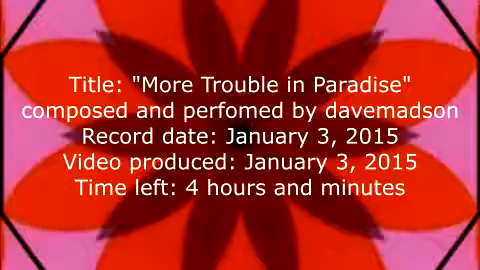 Title: "More Trouble in Paradise"
composed and perfomed by davemadson
Record date: January 3, 2015
Video produced: January 3, 2015
Time left: 4 hours and minutes